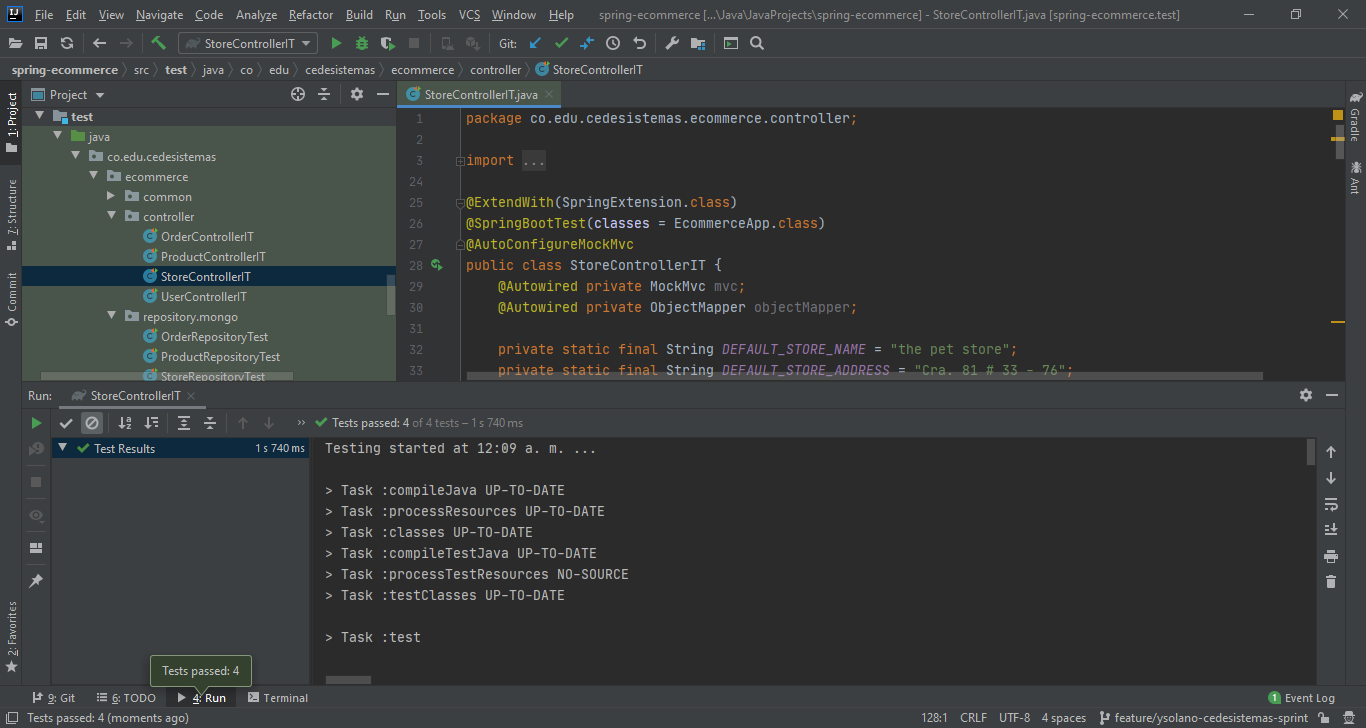 File Edit View Navigate Code Analyze Refactor Build Run Tools VCS Window Help spring-ecommerce [...\Java\JavaProjects\spring-ecommerce] - StoreControllerIT.java [spring-ecommerce.test]
StoreControllerIT Git:
spring-ecommerce src test java co edu cedesistemas ecommerce controller StoreControllerIT
1: Project
7: Structure
Commit
2: Favorites
Project
test
java
co.edu.cedesistemas
ecommerce
common
controller
OrderControllerIT
ProductControllerIT
StoreControllerIT
UserControllerIT
repository.mongo
OrderRepositoryTest
ProductRepositoryTest
StoreRepositoryTest
StoreControllerIT.java
1 package co.edu.cedesistemas.ecommerce.controller;
2
3 import ...
24
25 @ExtendWith(SpringExtension.class)
26 @SpringBootTest(classes = EcommerceApp.class)
27 @AutoConfigureMockMvc
28 public class StoreControllerIT {
29 @Autowired private MockMvc mvc;
30 @Autowired private ObjectMapper objectMapper;
31
32 private static final String DEFAULT_STORE_NAME = "the pet store";
33 private static final String DEFAULT_STORE_ADDRESS = "Cra. 81 # 33 - 76";
Gradle
Ant
Run: StoreControllerIT
Tests passed: 4 of 4 tests – 1 s 740 ms
Test Results 1 s 740 ms
Testing started at 12:09 a. m. ...
> Task :compileJava UP-TO-DATE
> Task :processResources UP-TO-DATE
> Task :classes UP-TO-DATE
> Task :compileTestJava UP-TO-DATE
> Task :processTestResources NO-SOURCE
> Task :testClasses UP-TO-DATE
> Task :test
Tests passed: 4
9: Git 6: TODO 4: Run Terminal 1 Event Log
Tests passed: 4 (moments ago) 128:1 CRLF UTF-8 4 spaces feature/ysolano-cedesistemas-sprint